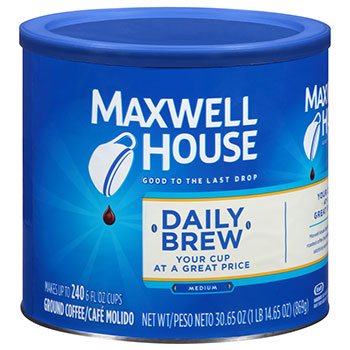 MAXWELL
HOUSE
GOOD TO THE LAST DROP
DAILY
BREW
YOUR CUP
AT A GREAT PRICE
MEDIUM
MAKES UP TO 240 6 FL OZ CUPS
GROUND COFFEE/CAFÉ MOLIDO
NET WT/PESO NETO 30.65 OZ (1 LB 14.65 OZ) (869g)
MAX
H